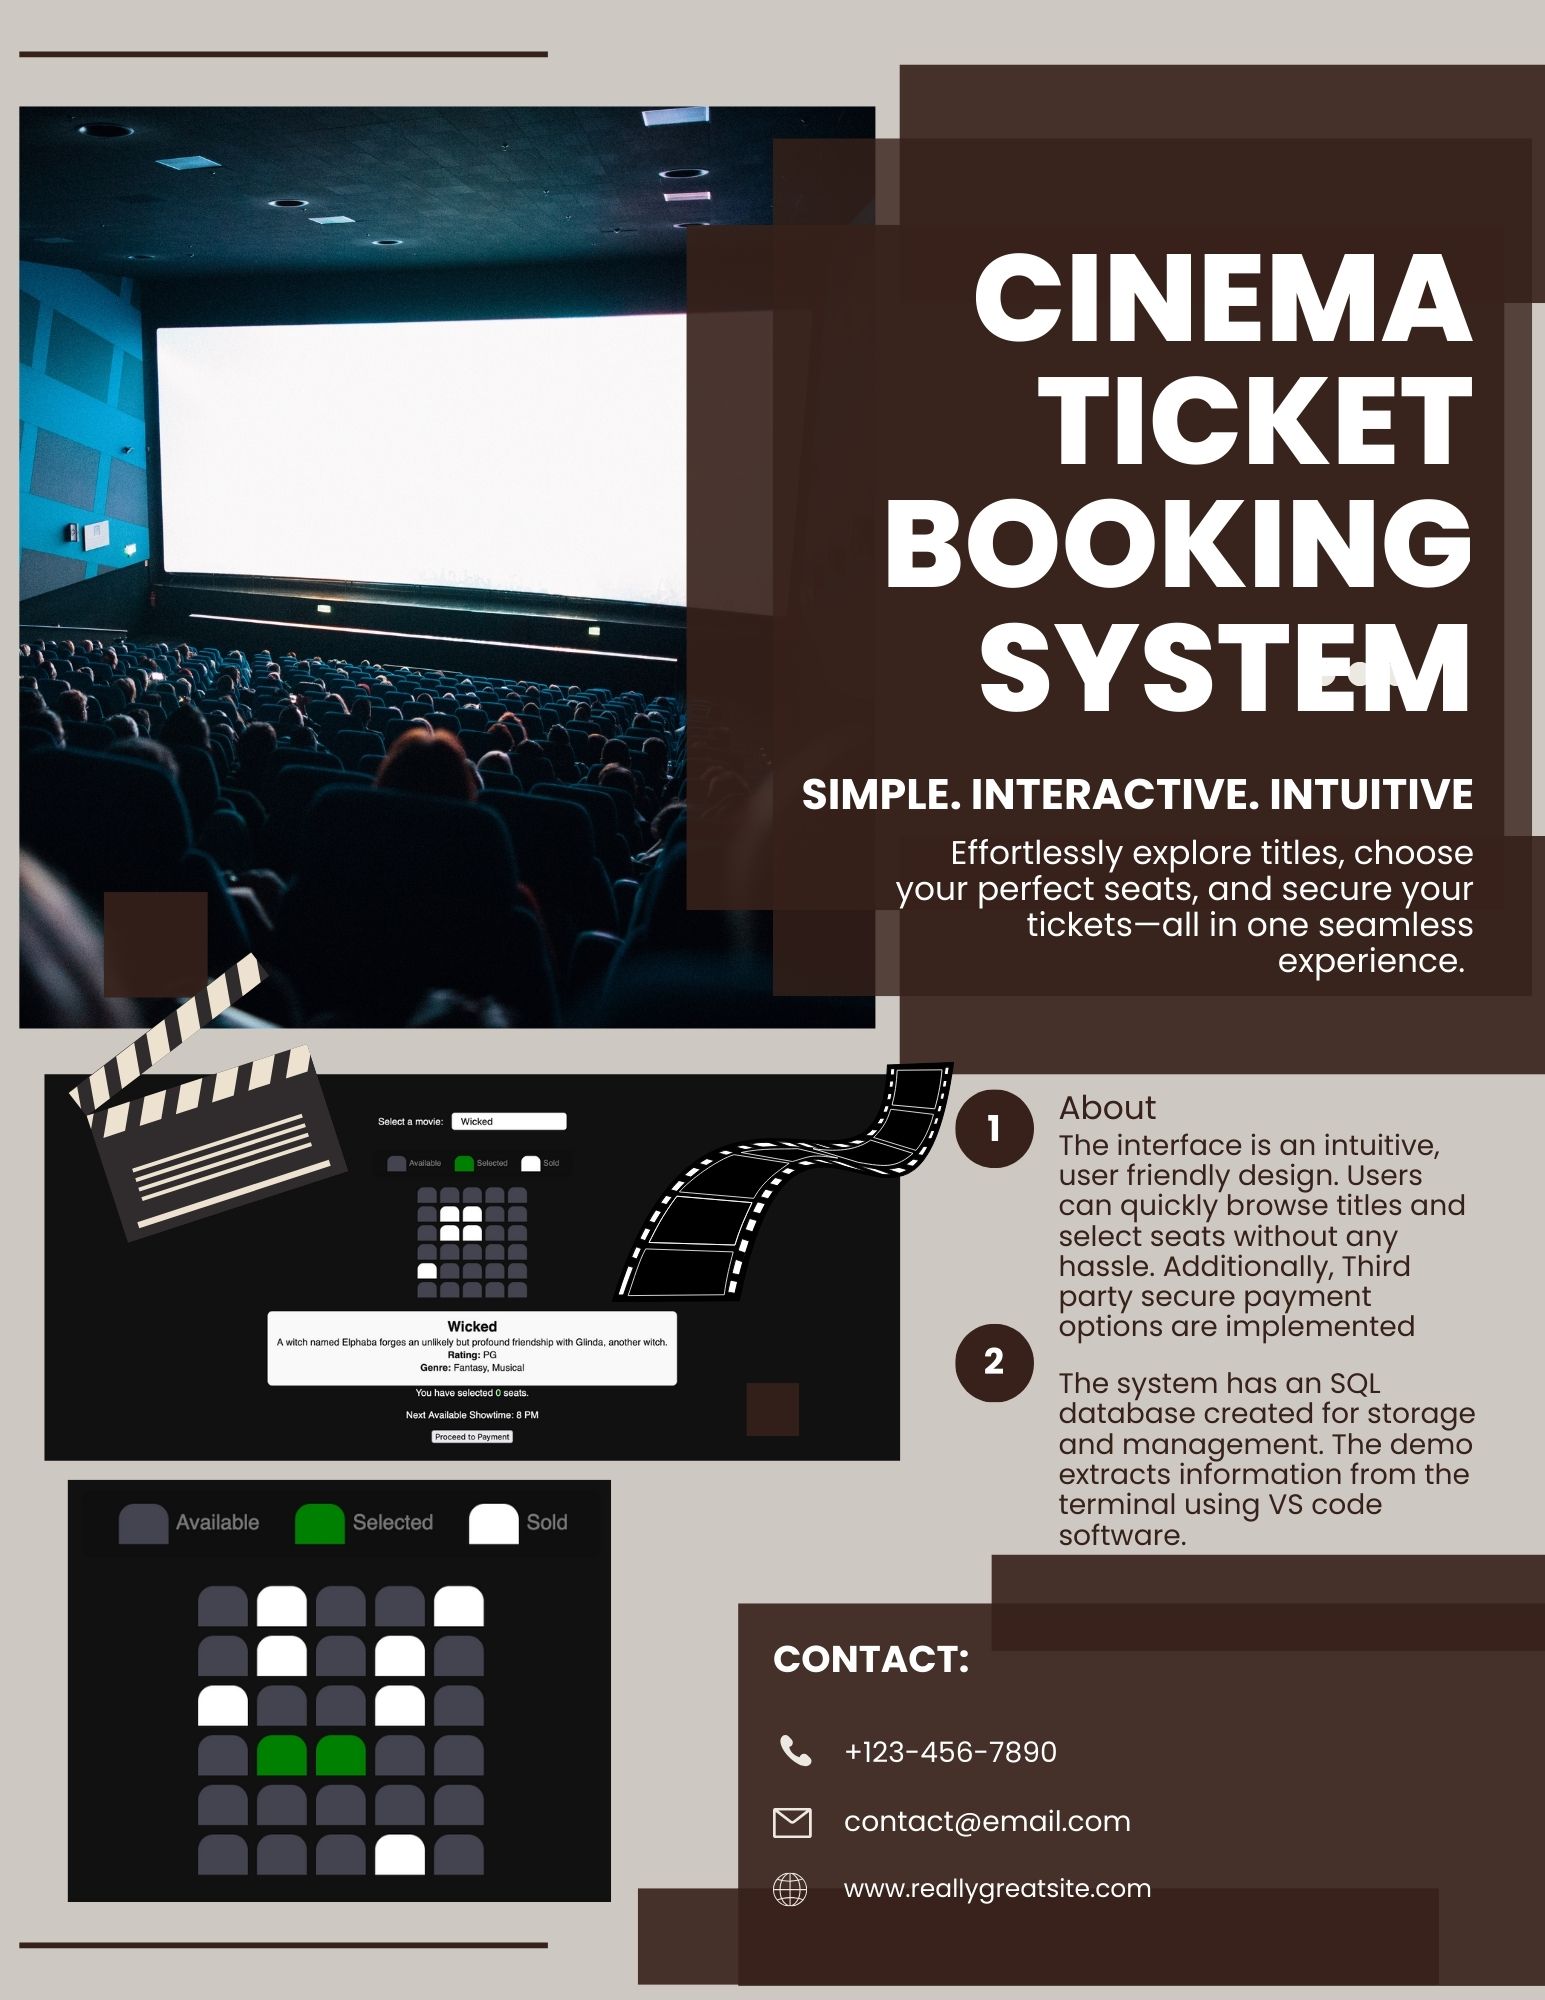 CINEMA
TICKET
BOOKING
SYSTEM
SIMPLE. INTERACTIVE. INTUITIVE
Effortlessly explore titles, choose
your perfect seats, and secure your
tickets—all in one seamless
experience.
Select a movie: Wicked
Available Selected Sold
Wicked
A witch named Elphaba forges an unlikely but profound friendship with Glinda, another witch.
Rating: PG
Genre: Fantasy, Musical
You have selected 0 seats.
Next Available Showtime: 8 PM
Proceed to Payment
1
About
The interface is an intuitive,
user friendly design. Users
can quickly browse titles and
select seats without any
hassle. Additionally, Third
party secure payment
options are implemented
2
The system has an SQL
database created for storage
and management. The demo
extracts information from the
terminal using VS code
software.
Available Selected Sold
CONTACT:
+123-456-7890
contact@email.com
www.reallygreatsite.com